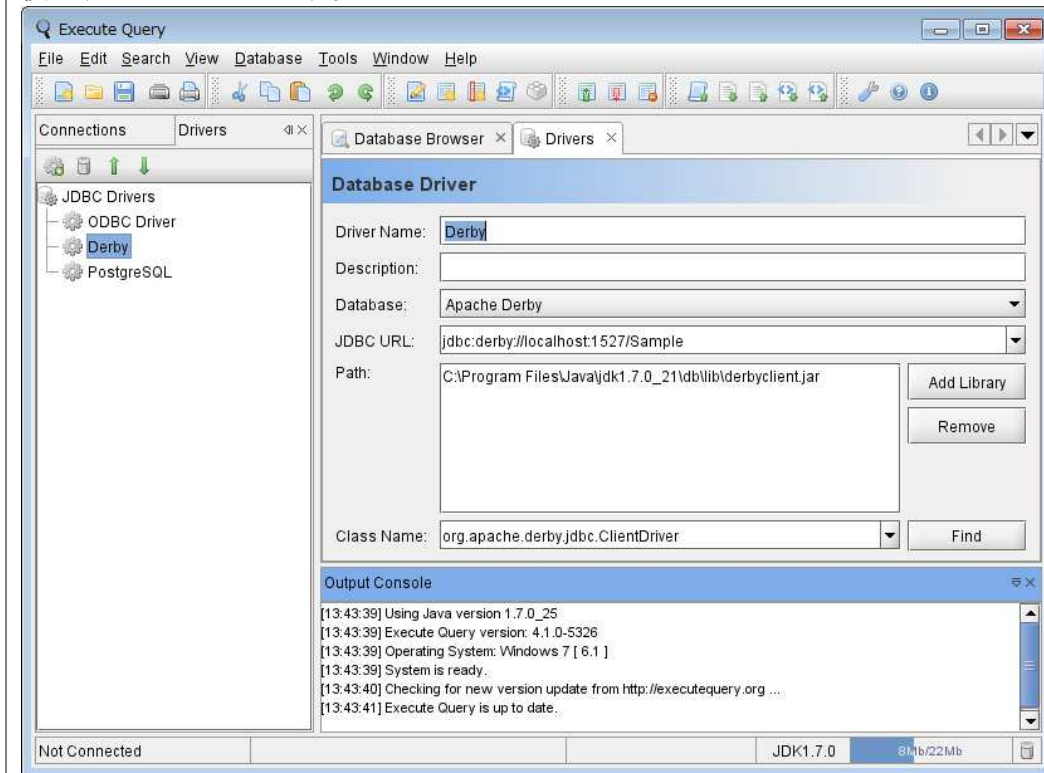 Execute Query
File Edit Search View Database Tools Window Help
Connections Drivers
Database Browser Drivers
JDBC Drivers
ODBC Driver
Derby
PostgreSQL
Database Driver
Driver Name: Derby
Description:
Database: Apache Derby
JDBC URL: jdbc:derby://localhost:1527/Sample
Path: C:\Program Files\Java\jdk1.7.0_21\db\lib\derbyclient.jar
Add Library
Remove
Class Name: org.apache.derby.jdbc.ClientDriver Find
Output Console
[13:43:39] Using Java version 1.7.0_25
[13:43:39] Execute Query version: 4.1.0-5326
[13:43:39] Operating System: Windows 7 [ 6.1 ]
[13:43:39] System is ready.
[13:43:40] Checking for new version update from http://executequery.org ...
[13:43:41] Execute Query is up to date.
Not Connected JDK1.7.0 8Mb/22Mb